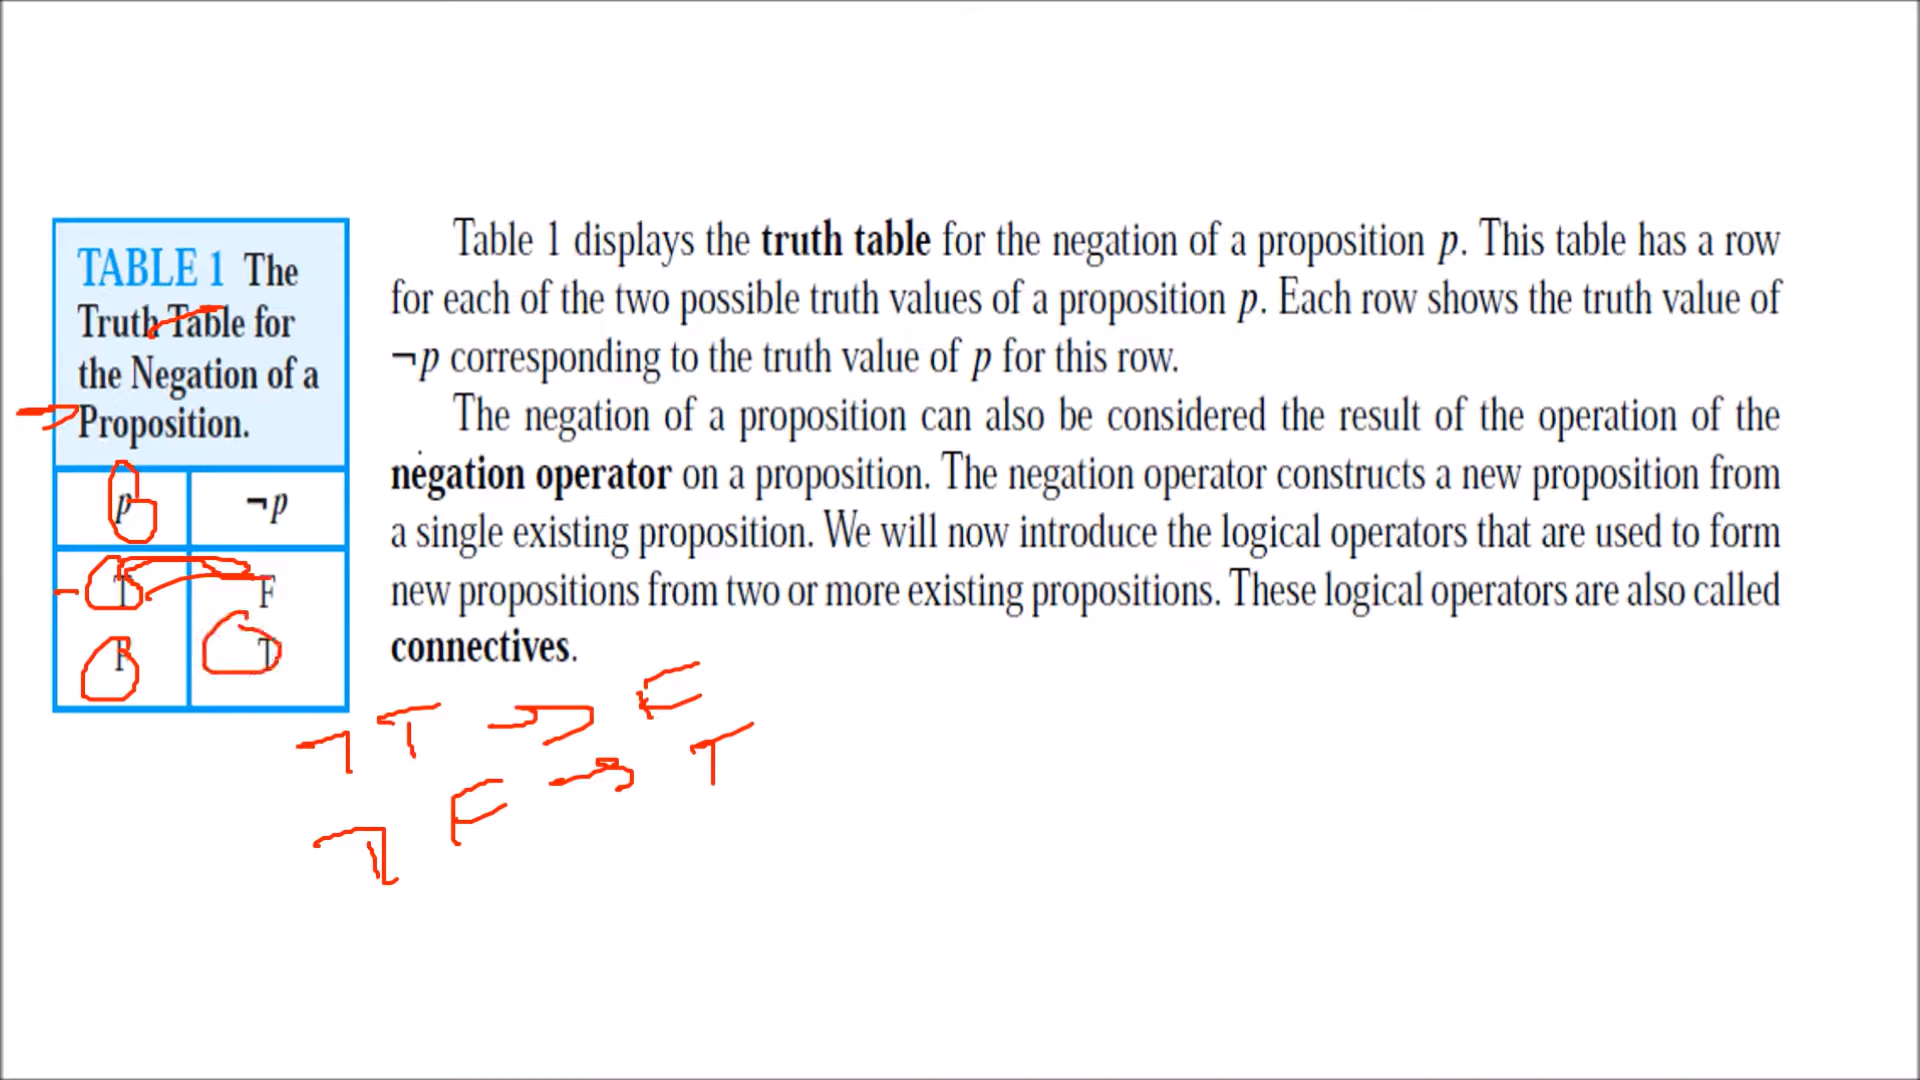 TABLE 1 The
Truth Table for
the Negation of a
Proposition.
p ¬p
T F
F T
Table 1 displays the truth table for the negation of a proposition p. This table has a row
for each of the two possible truth values of a proposition p. Each row shows the truth value of
¬p corresponding to the truth value of p for this row.
The negation of a proposition can also be considered the result of the operation of the
negation operator on a proposition. The negation operator constructs a new proposition from
a single existing proposition. We will now introduce the logical operators that are used to form
new propositions from two or more existing propositions. These logical operators are also called
connectives.
¬ T → F
¬ F → T